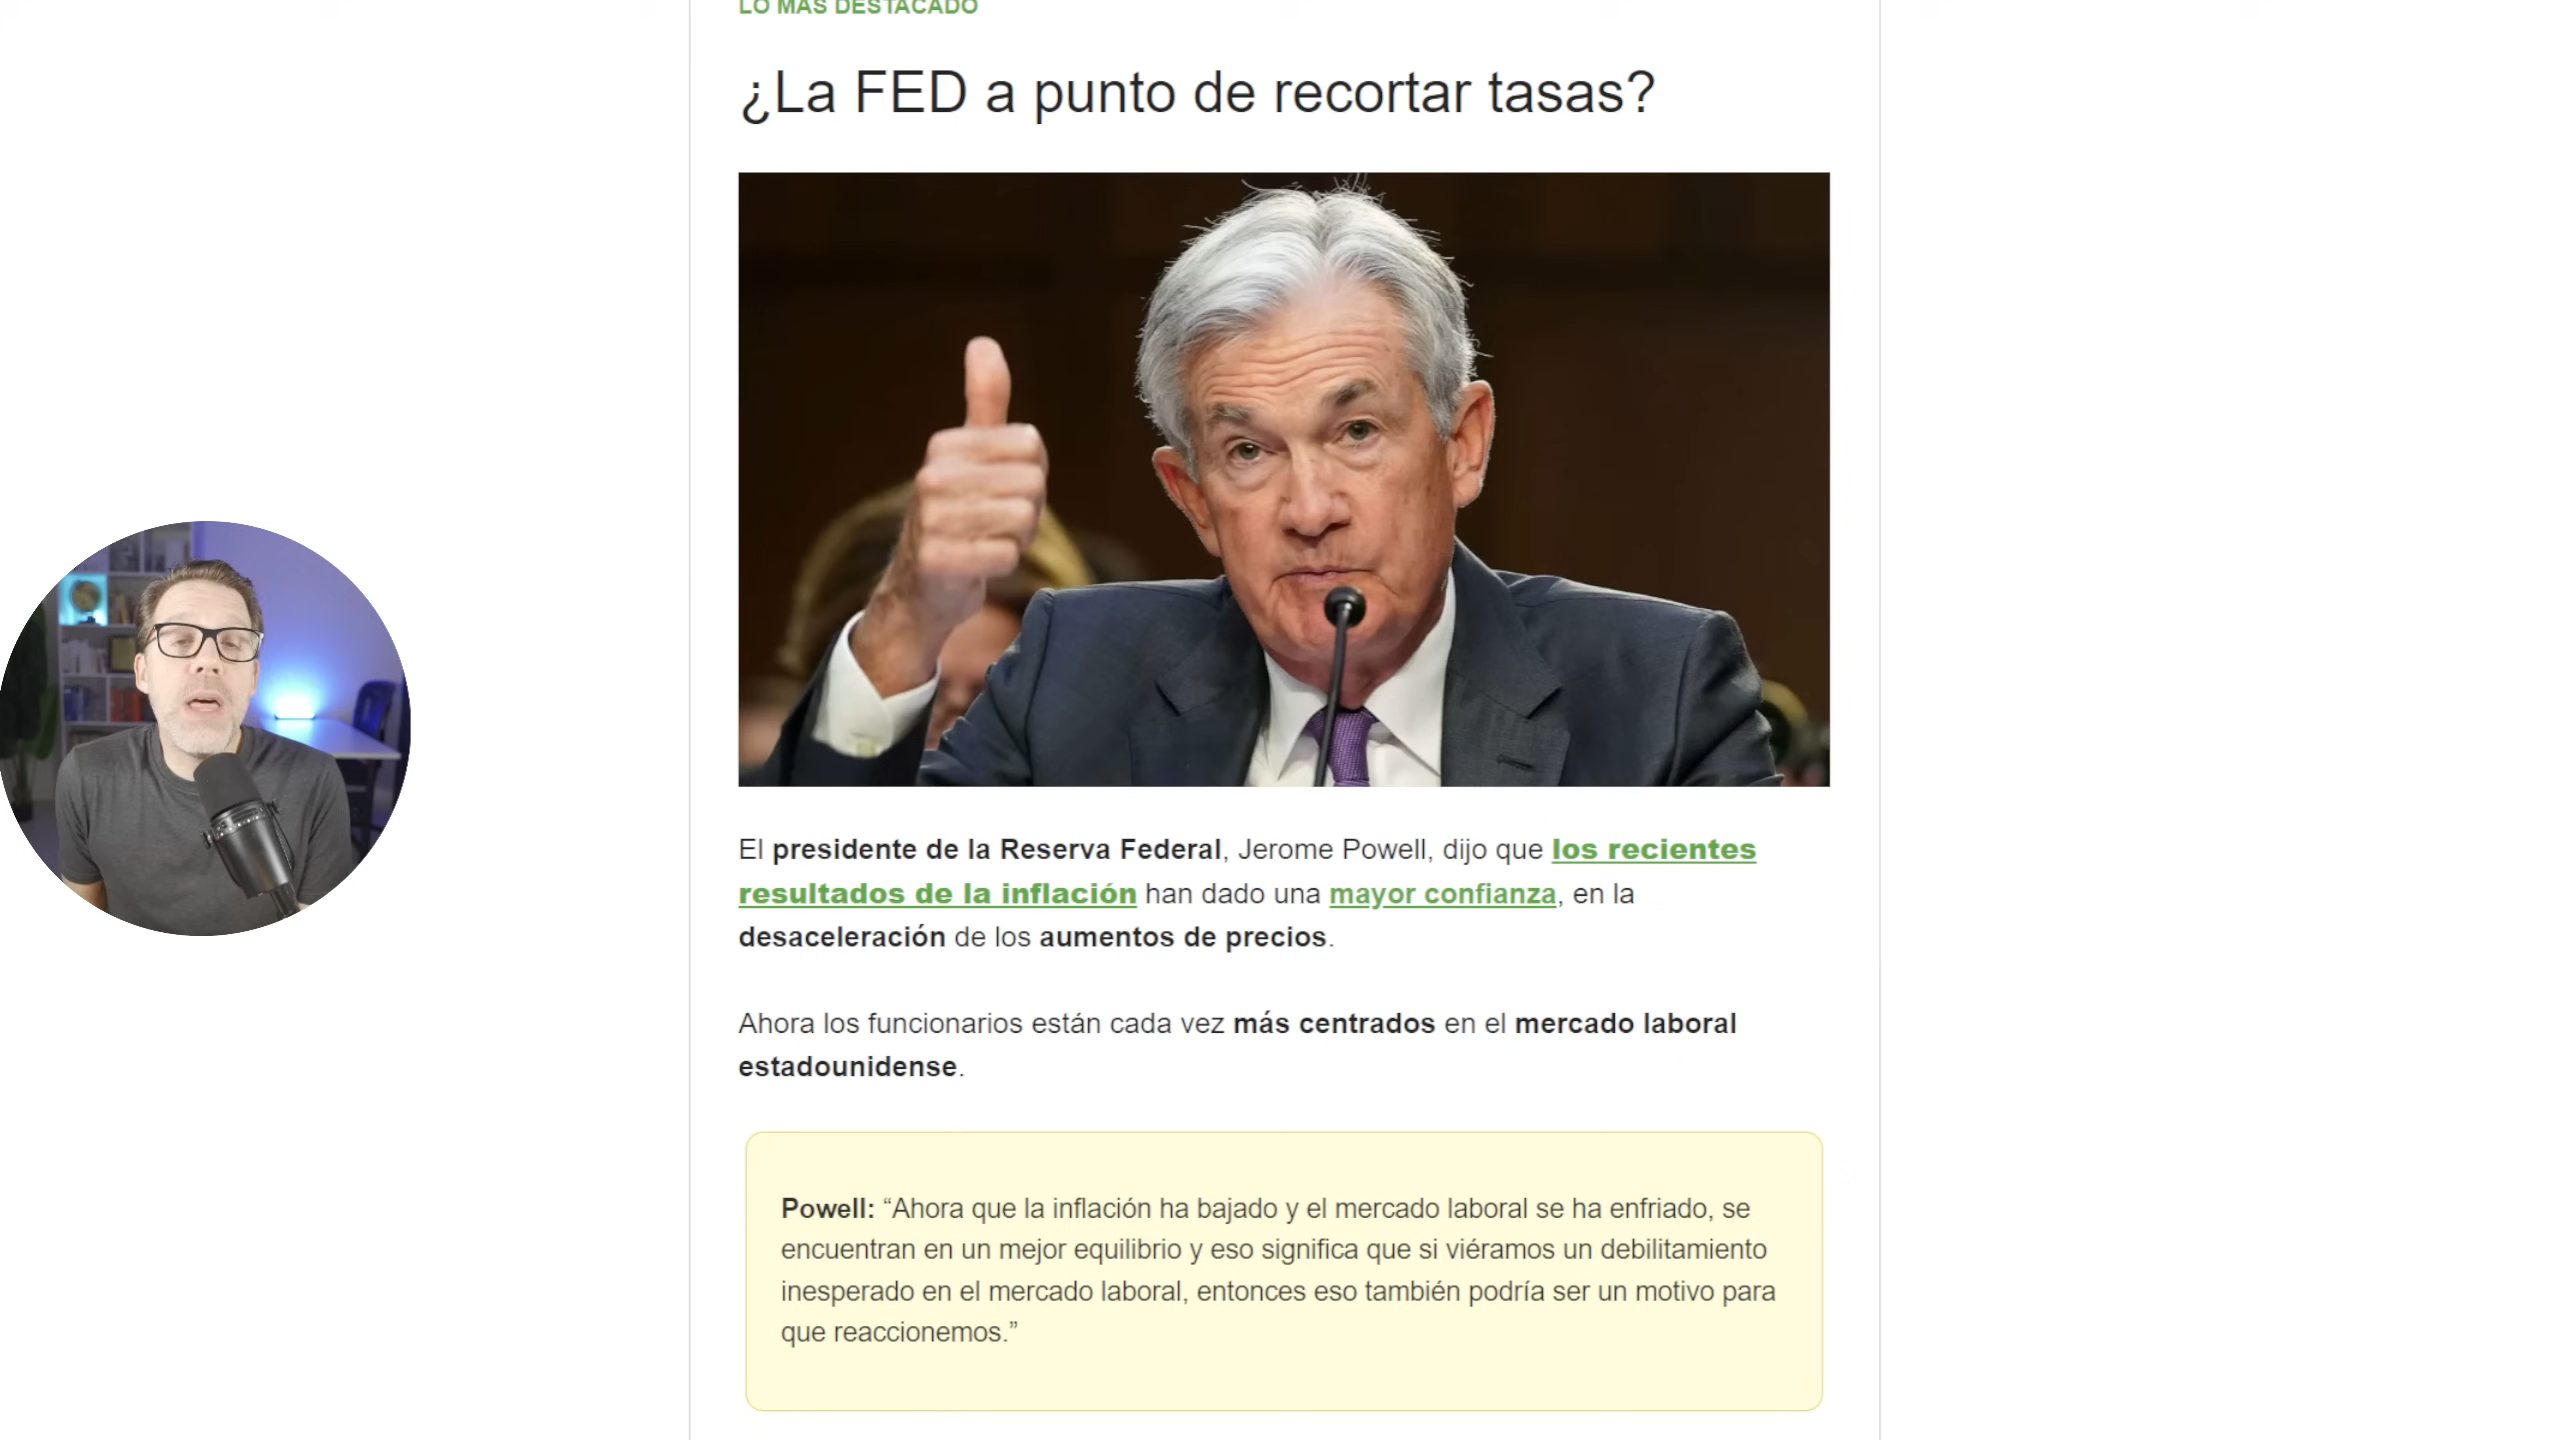 LO MÁS DESTACADO
¿La FED a punto de recortar tasas?
El presidente de la Reserva Federal, Jerome Powell, dijo que los recientes
resultados de la inflación han dado una mayor confianza, en la
desaceleración de los aumentos de precios.
Ahora los funcionarios están cada vez más centrados en el mercado laboral
estadounidense.
Powell: “Ahora que la inflación ha bajado y el mercado laboral se ha enfriado, se
encuentran en un mejor equilibrio y eso significa que si viéramos un debilitamiento
inesperado en el mercado laboral, entonces eso también podría ser un motivo para
que reaccionemos.”